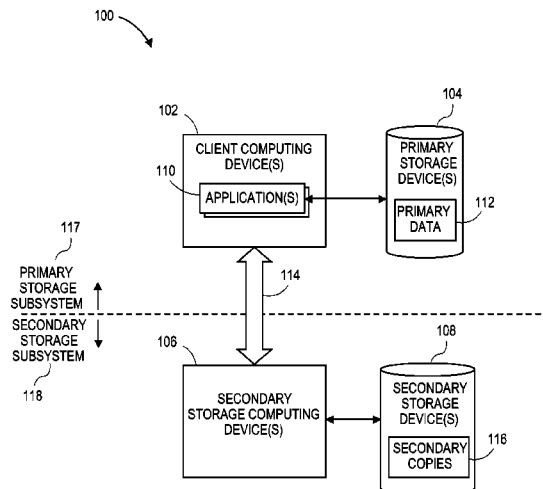 100
102
CLIENT COMPUTING
DEVICE(S)
110
APPLICATION(S)
104
PRIMARY
STORAGE
DEVICE(S)
PRIMARY
DATA
112
117
PRIMARY
STORAGE
SUBSYSTEM
114
SECONDARY
STORAGE
SUBSYSTEM
118
106
SECONDARY
STORAGE COMPUTING
DEVICE(S)
108
SECONDARY
STORAGE
DEVICE(S)
SECONDARY
COPIES
116